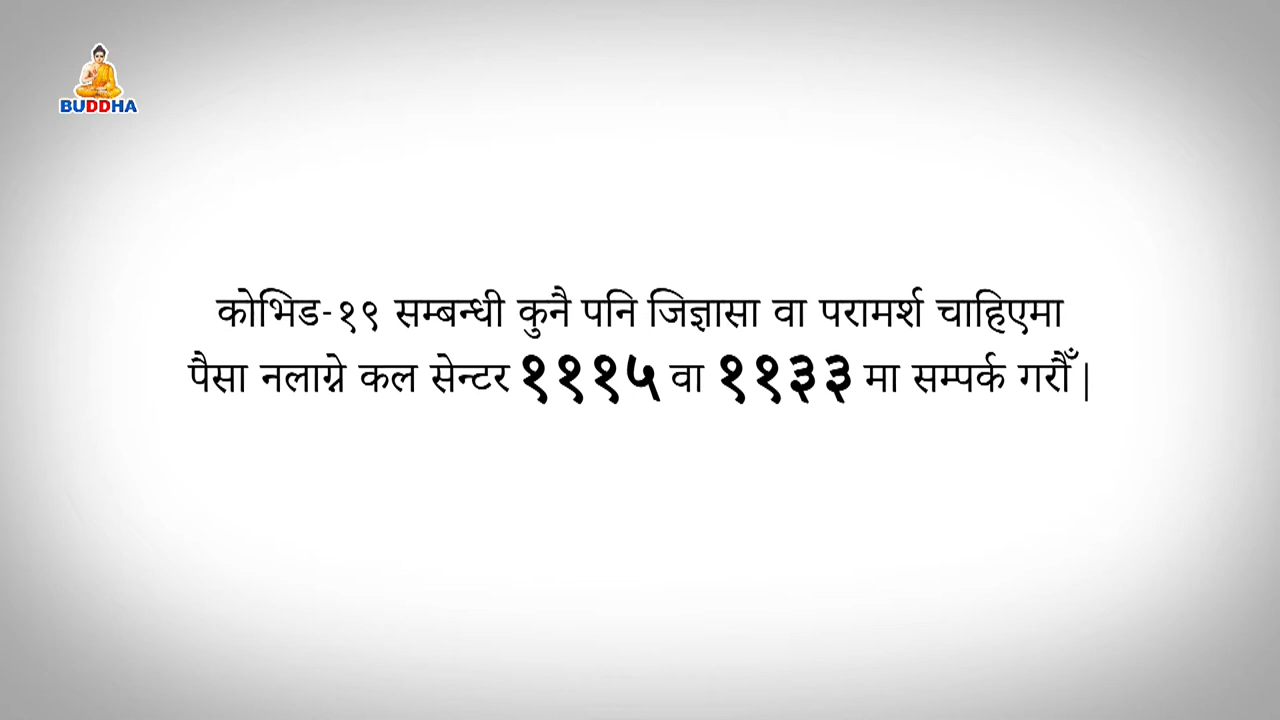 BUDDHA
कोभिड-१९ सम्बन्धी कुनै पनि जिज्ञासा वा परामर्श चाहिएमा
पैसा नलाग्ने कल सेन्टर १११५ वा ११३३ मा सम्पर्क गरौँ |